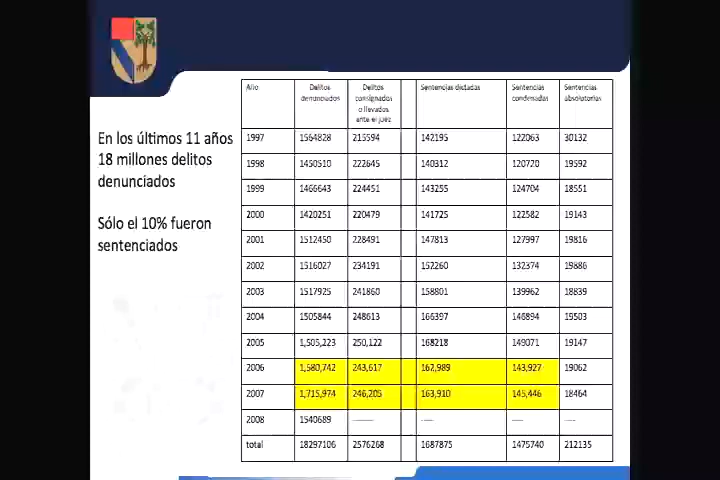 En los últimos 11 años
18 millones delitos
denunciados
Sólo el 10% fueron
sentenciados
Año Delitos denunciados Delitos consignados o llevados ante el juez Sentencias dictadas Sentencias condenadas Sentencias absolutorias
1997 1564828 215594 142195 122063 30132
1998 1450510 222645 140312 120720 19592
1999 1466643 224451 143255 124704 18551
2000 1420251 220479 141725 122582 19143
2001 1512450 228491 147813 127997 19816
2002 1516027 234191 152260 132374 19886
2003 1517925 241860 158801 139962 18839
2004 1505844 248613 166397 146894 19503
2005 1,505,223 250,122 168218 149071 19147
2006 1,580,742 243,617 162,989 143,927 19062
2007 1,715,974 246,205 163,910 145,446 18464
2008 1540689 —— —— —— ——
total 18297106 2576268 1687875 1475740 212135